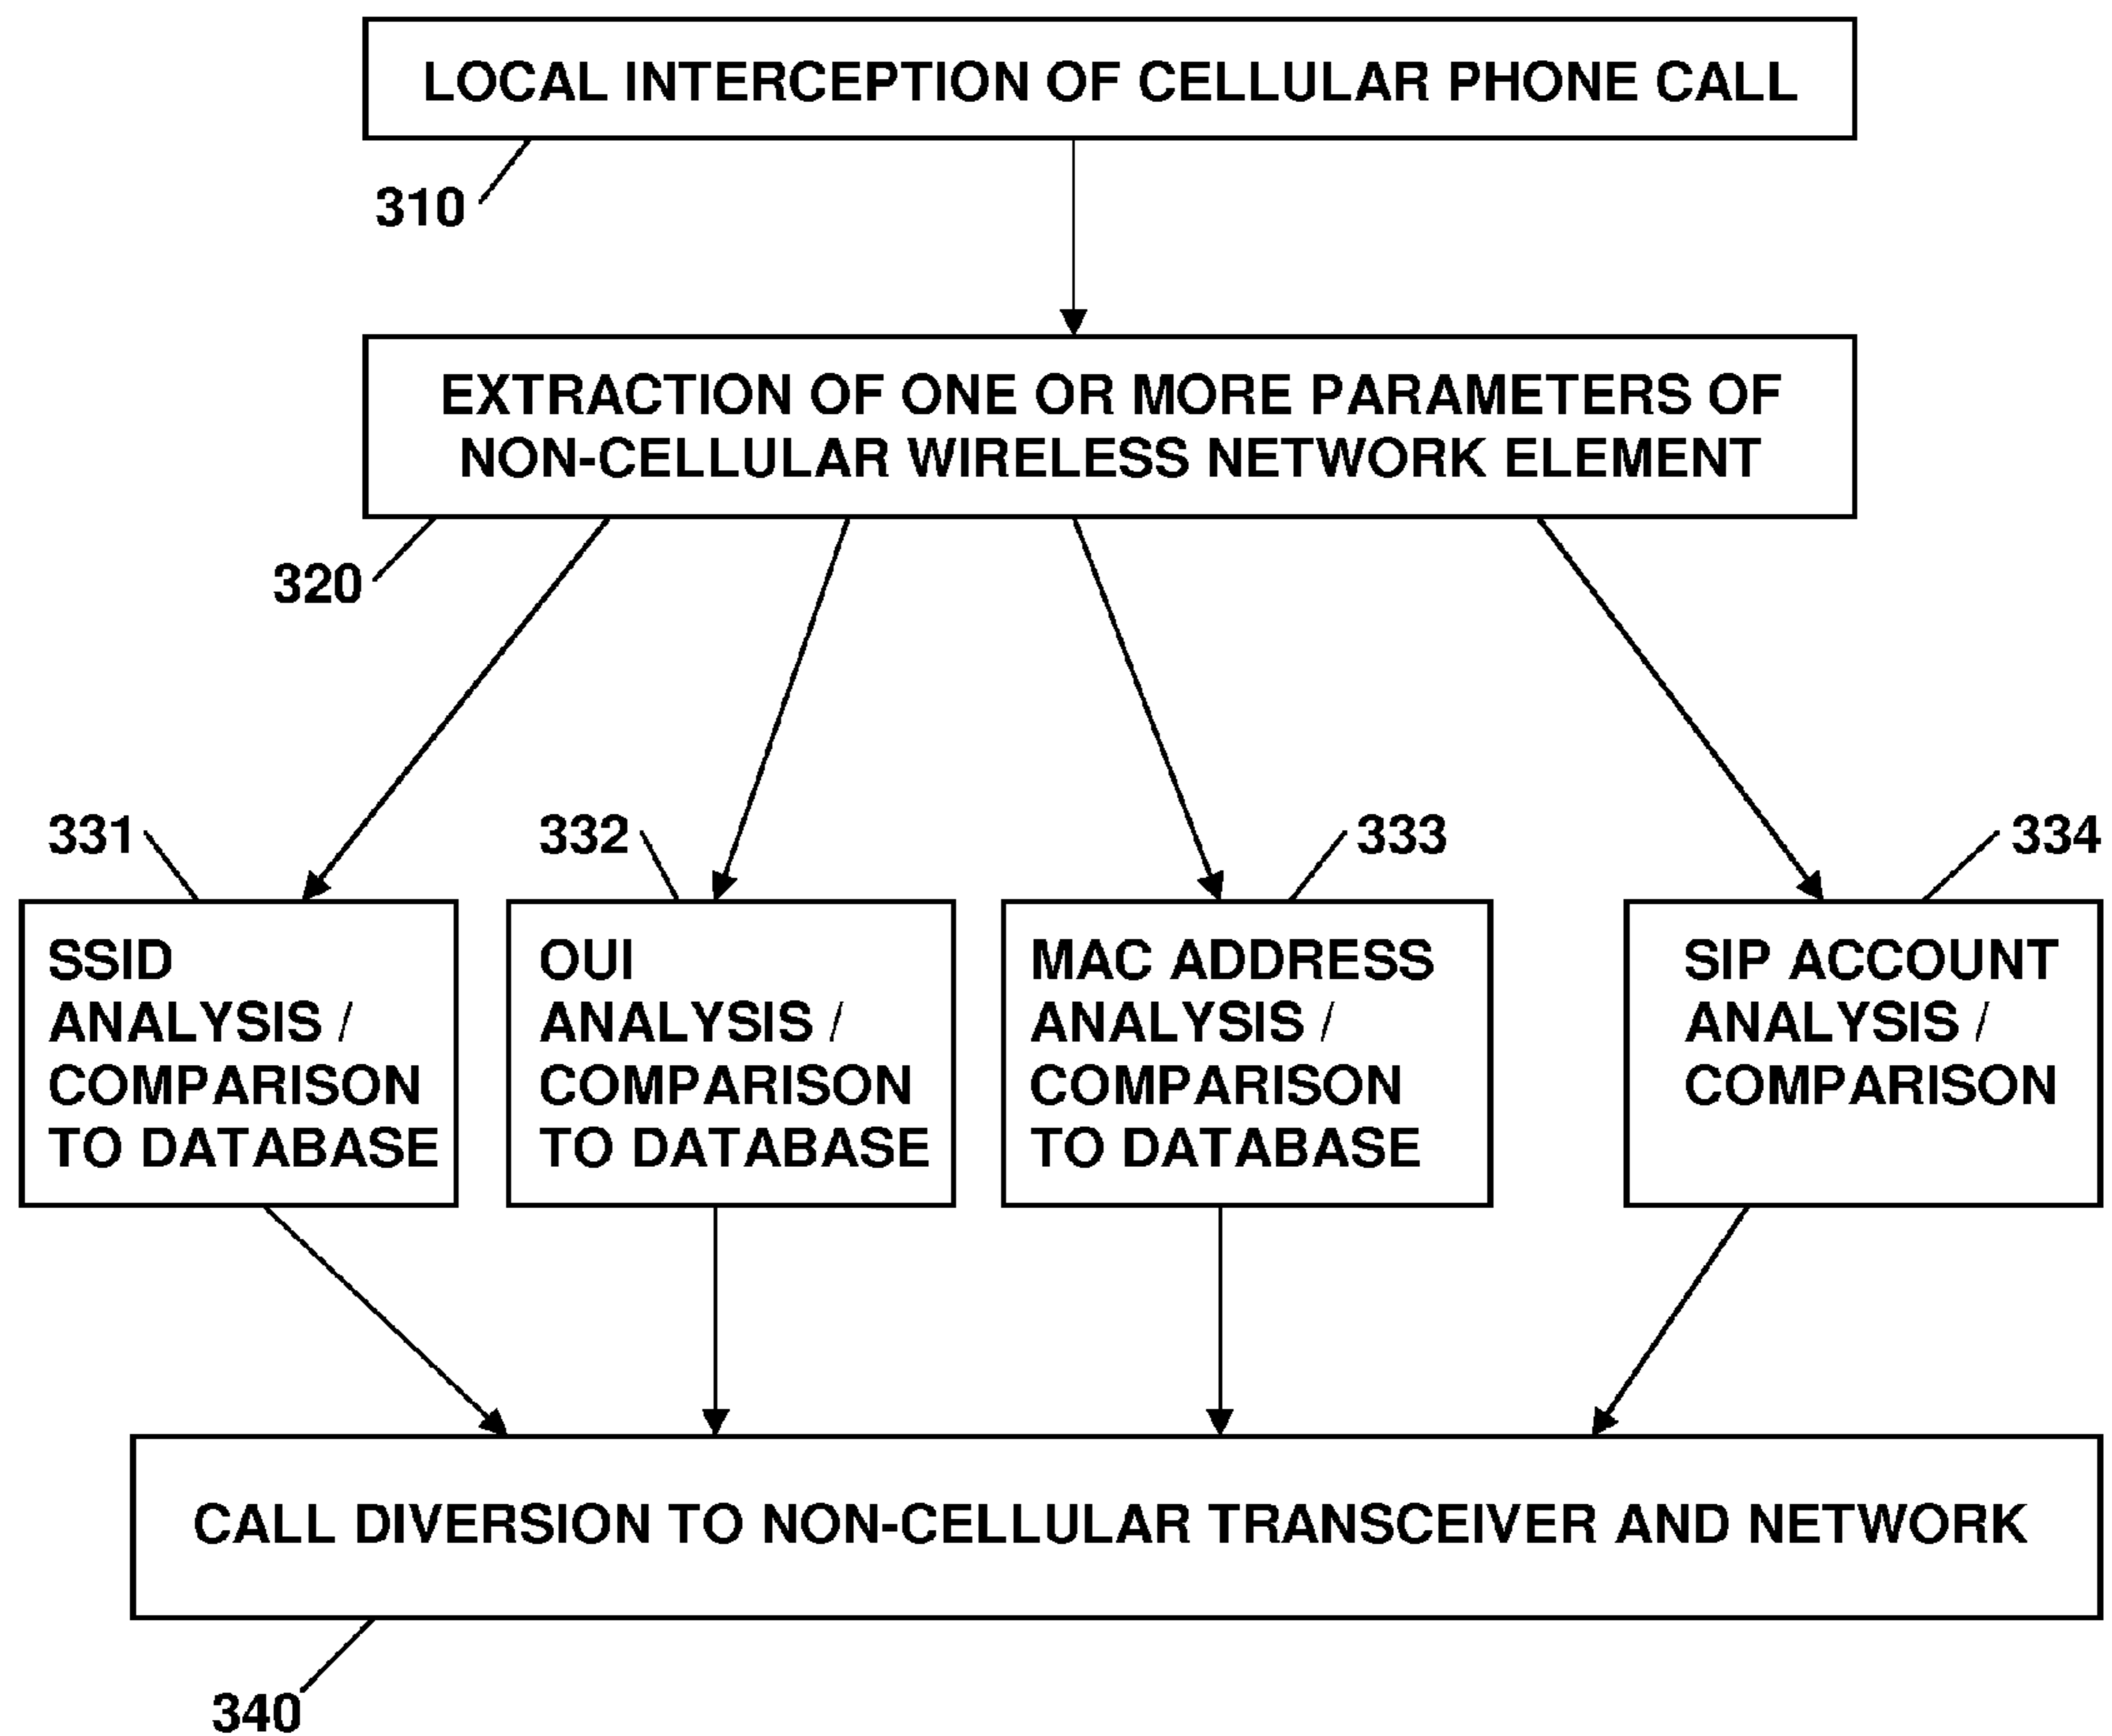 LOCAL INTERCEPTION OF CELLULAR PHONE CALL
310
EXTRACTION OF ONE OR MORE PARAMETERS OF
NON-CELLULAR WIRELESS NETWORK ELEMENT
320
331
332
333
334
SSID
ANALYSIS /
COMPARISON
TO DATABASE
OUI
ANALYSIS /
COMPARISON
TO DATABASE
MAC ADDRESS
ANALYSIS /
COMPARISON
TO DATABASE
SIP ACCOUNT
ANALYSIS /
COMPARISON
CALL DIVERSION TO NON-CELLULAR TRANSCEIVER AND NETWORK
340